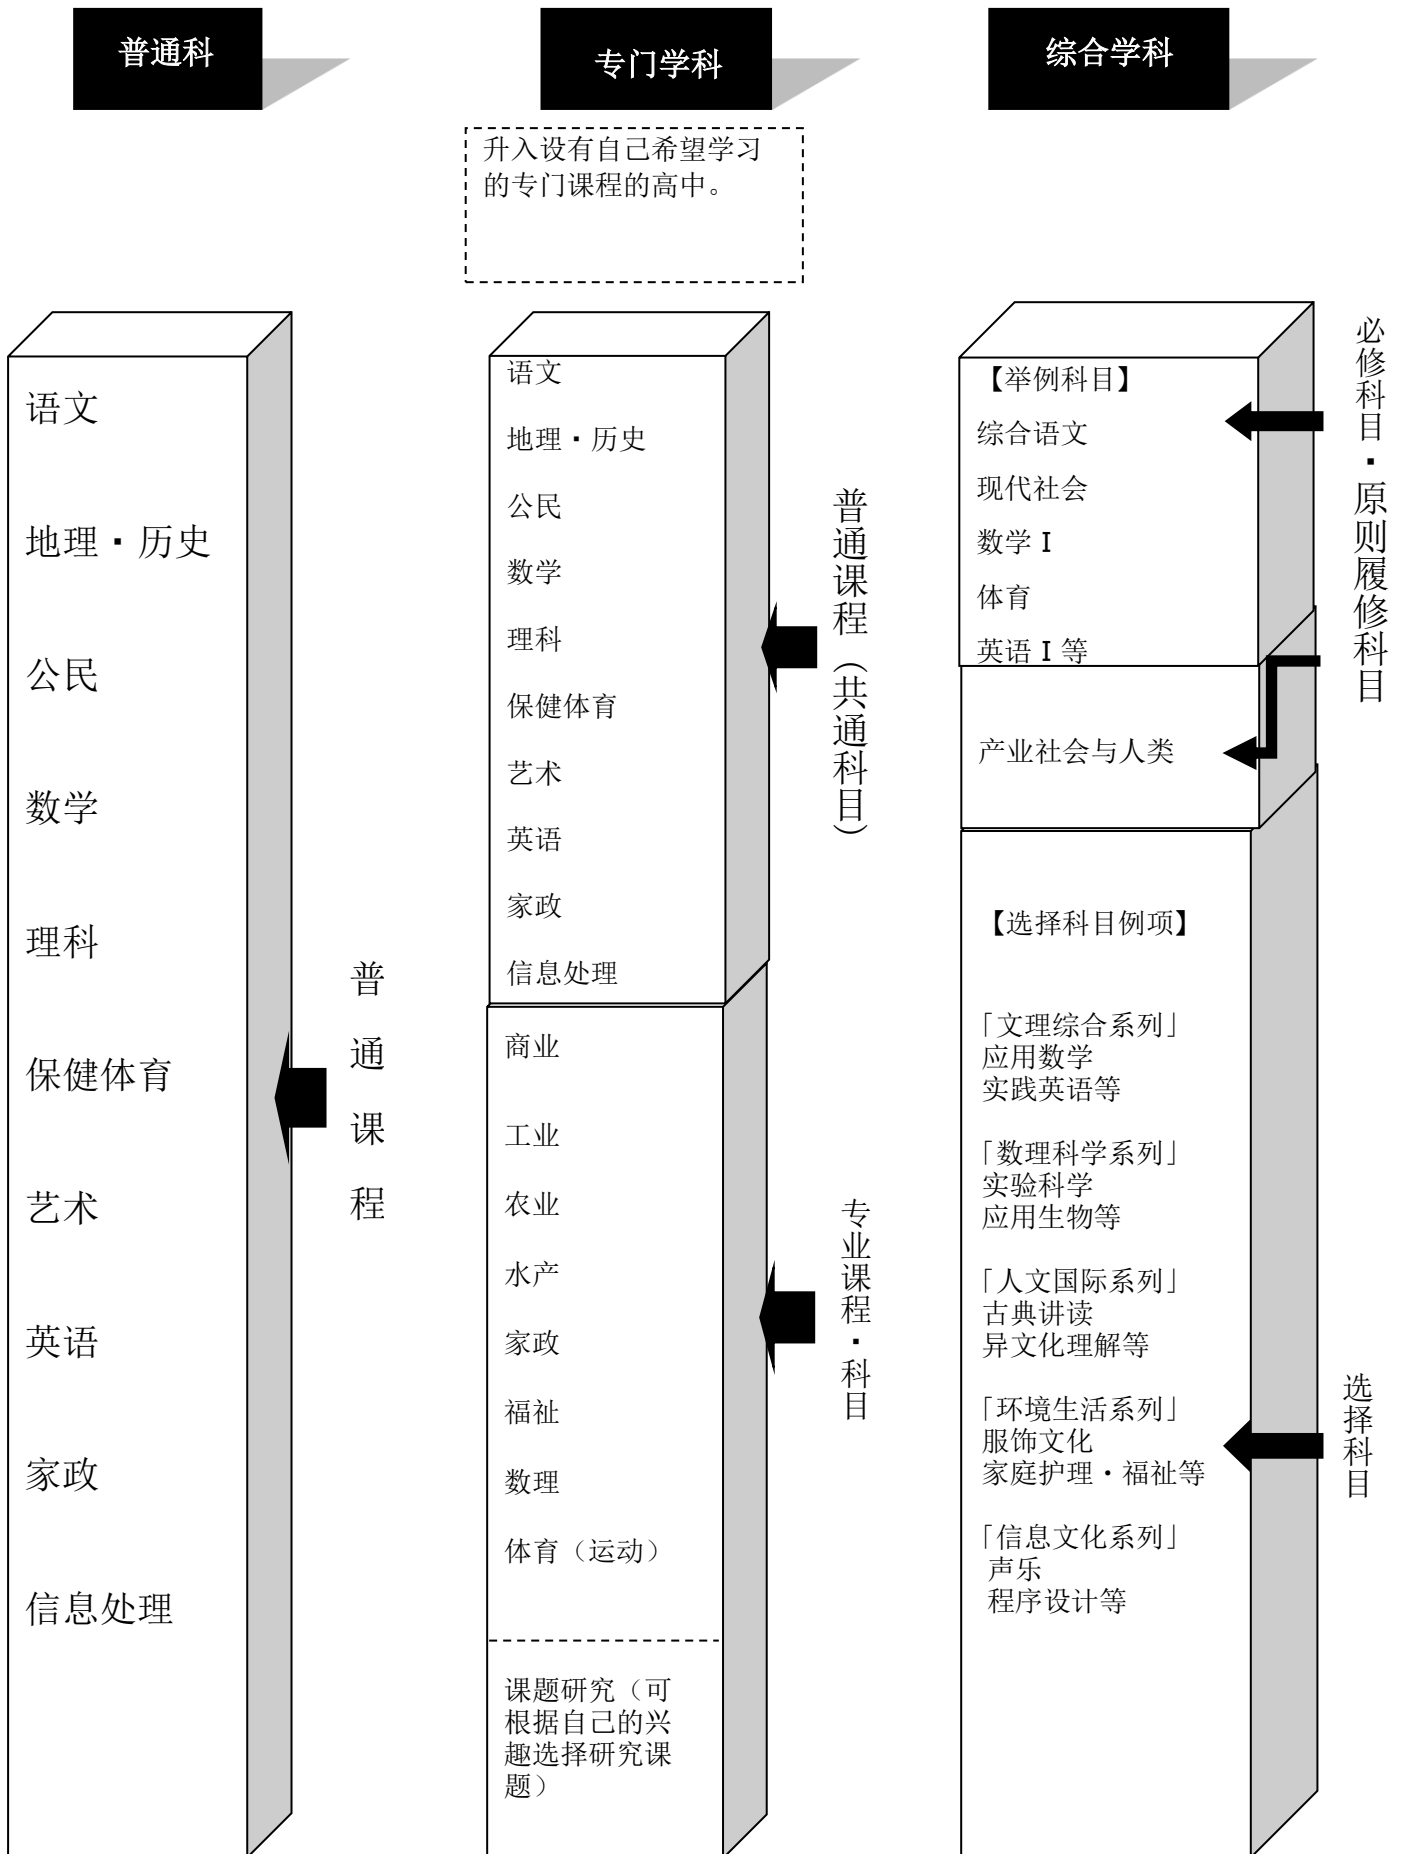 普通科
语文
地理・历史
公民
数学
理科
保健体育
艺术
英语
家政
信息处理
普通课程
专门学科
升入设有自己希望学习
的专门课程的高中。
语文
地理・历史
公民
数学
理科
保健体育
艺术
英语
家政
信息处理
普通课程（共通科目）
商业
工业
农业
水产
家政
福祉
数理
体育（运动）
课题研究（可
根据自己的兴
趣选择研究课
题）
专业课程・科目
综合学科
【举例科目】
综合语文
现代社会
数学 I
体育
英语 I 等
产业社会与人类
必修科目・原则履修科目
【选择科目例项】
「文理综合系列」
应用数学
实践英语等
「数理科学系列」
实验科学
应用生物等
「人文国际系列」
古典讲读
异文化理解等
「环境生活系列」
服饰文化
家庭护理・福祉等
「信息文化系列」
声乐
程序设计等
选择科目